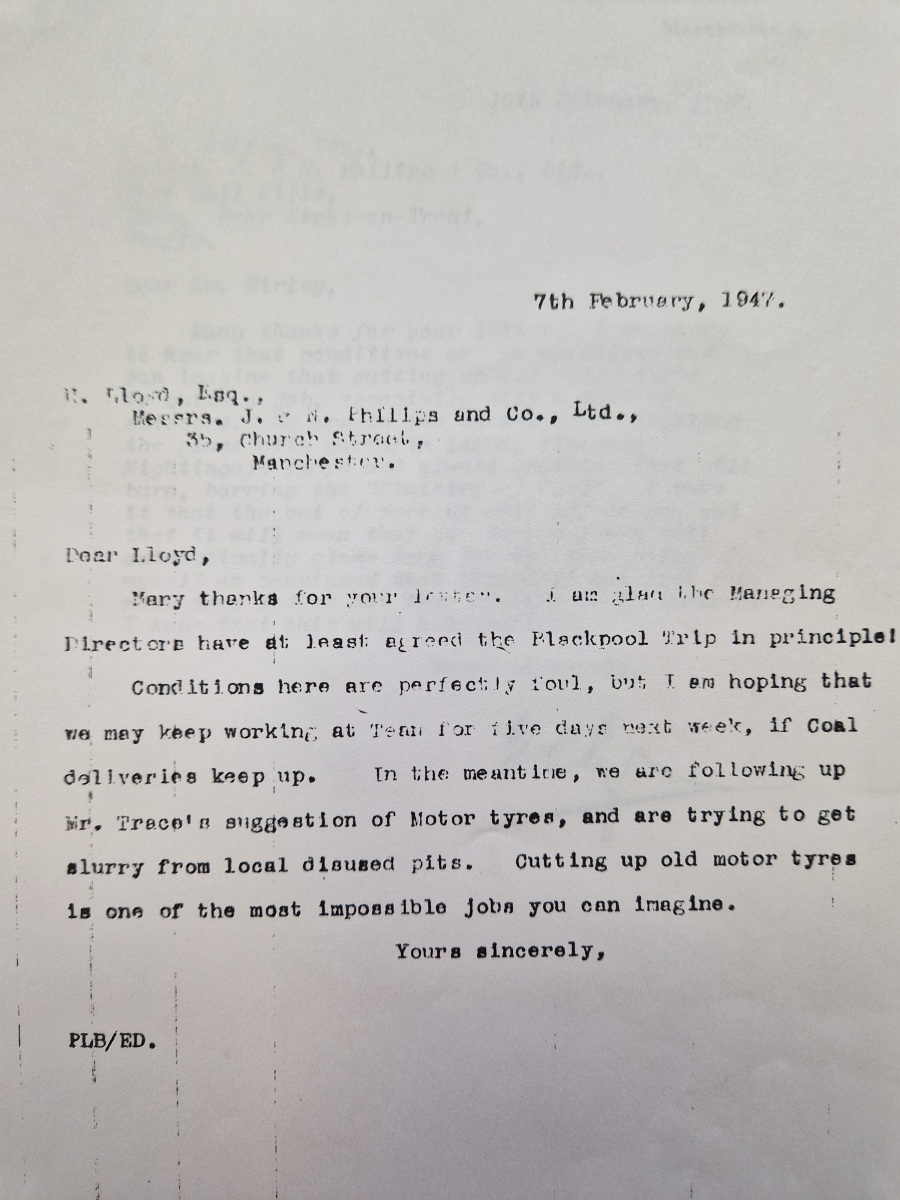 7th February, 1947.
Lloyd, Esq.,
Messrs. J. & N. Philips and Co., Ltd.,
35, Church Street,
Manchester.
Dear Lloyd,
Many thanks for your letter. I am glad the Managing
Directors have at least agreed the Blackpool Trip in principle!
Conditions here are perfectly foul, but I am hoping that
we may keep working at Tean for five days next week, if Coal
deliveries keep up. In the meantime, we are following up
Mr. Trace's suggestion of Motor tyres, and are trying to get
slurry from local disused pits. Cutting up old motor tyres
is one of the most impossible jobs you can imagine.
Yours sincerely,
PLB/ED.